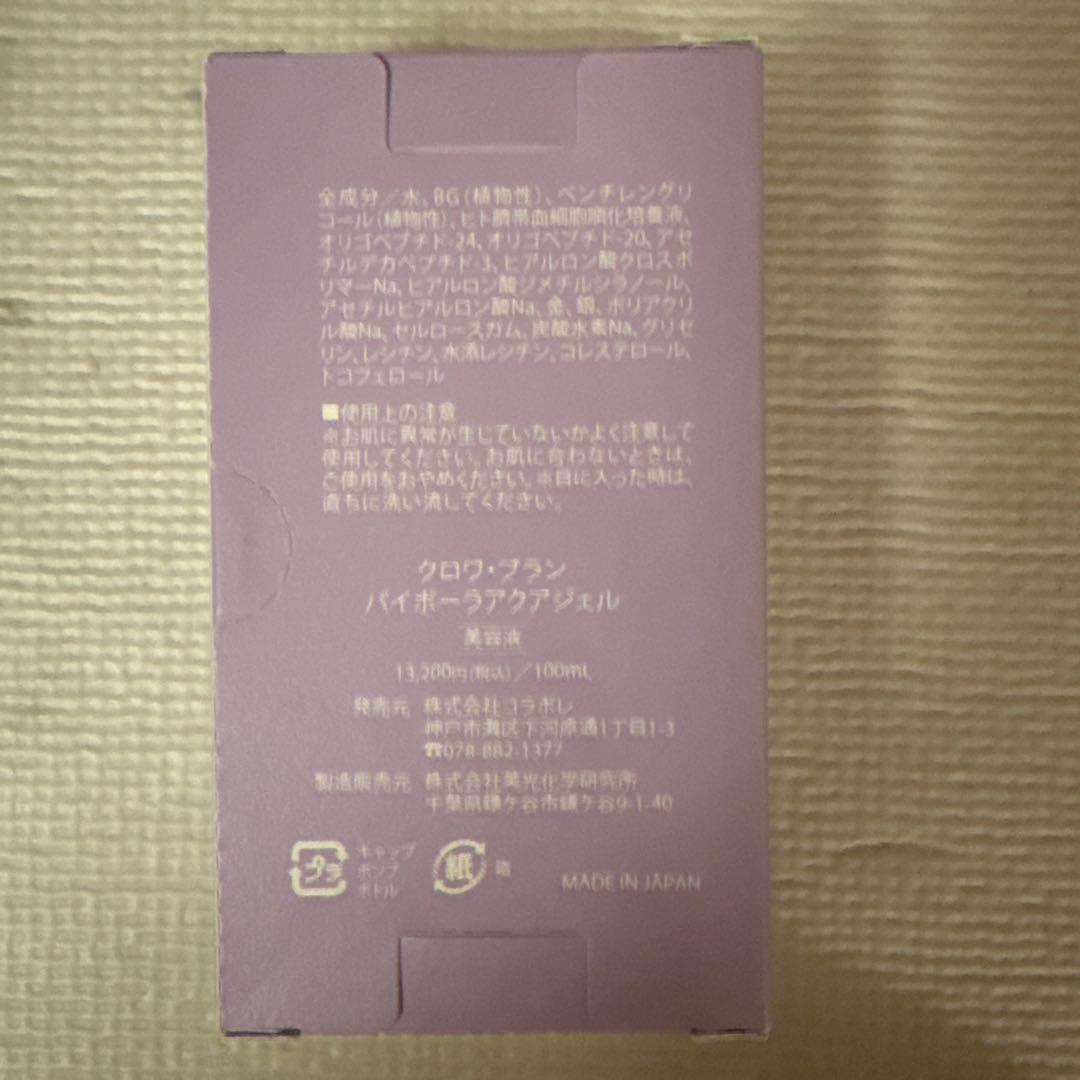 全成分／水、BG（植物性）、ペンチレングリ
コール（植物性）、ヒト臍帯血細胞順化培養液、
オリゴペプチド-24、オリゴペプチド-20、アセ
チルデカペプチド-3、ヒアルロン酸クロスポ
リマーNa、ヒアルロン酸ジメチルシラノール、
アセチルヒアルロン酸Na、金、銀、ポリアクリ
ル酸Na、セルロースガム、炭酸水素Na、グリセ
リン、レシチン、水添レシチン、コレステロール、
トコフェロール
■使用上の注意
※お肌に異常が生じていないかよく注意して
使用してください。お肌に合わないときは、
ご使用をおやめください。※目に入った時は、
直ちに洗い流してください。
クロワ・ブラン
バイポーラアクアジェル
美容液
13,200円（税込）／100mL
発売元 株式会社コラボレ
神戸市灘区下河原通1丁目1-3
☎078-882-1377
製造販売元 株式会社美光化学研究所
千葉県鎌ケ谷市鎌ケ谷9-1-40
プラ キャップ
ポンプ
ボトル
紙 箱
MADE IN JAPAN